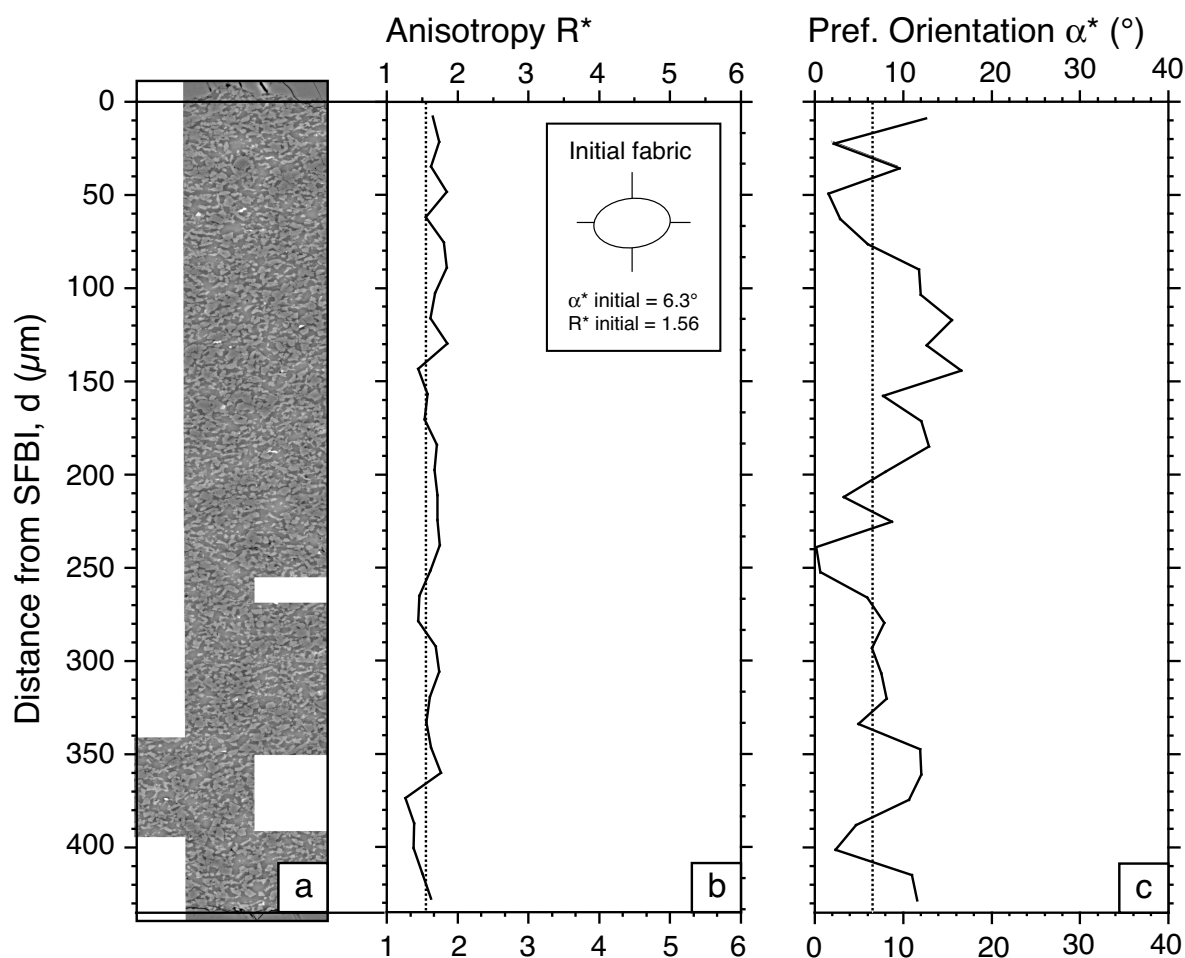 Anisotropy R*
Pref. Orientation α* (°)
1 2 3 4 5 6
0 10 20 30 40
Distance from SFBI, d (µm)
0
50
100
150
200
250
300
350
400
Initial fabric
α* initial = 6.3°
R* initial = 1.56
a
b
c
1 2 3 4 5 6
0 10 20 30 40